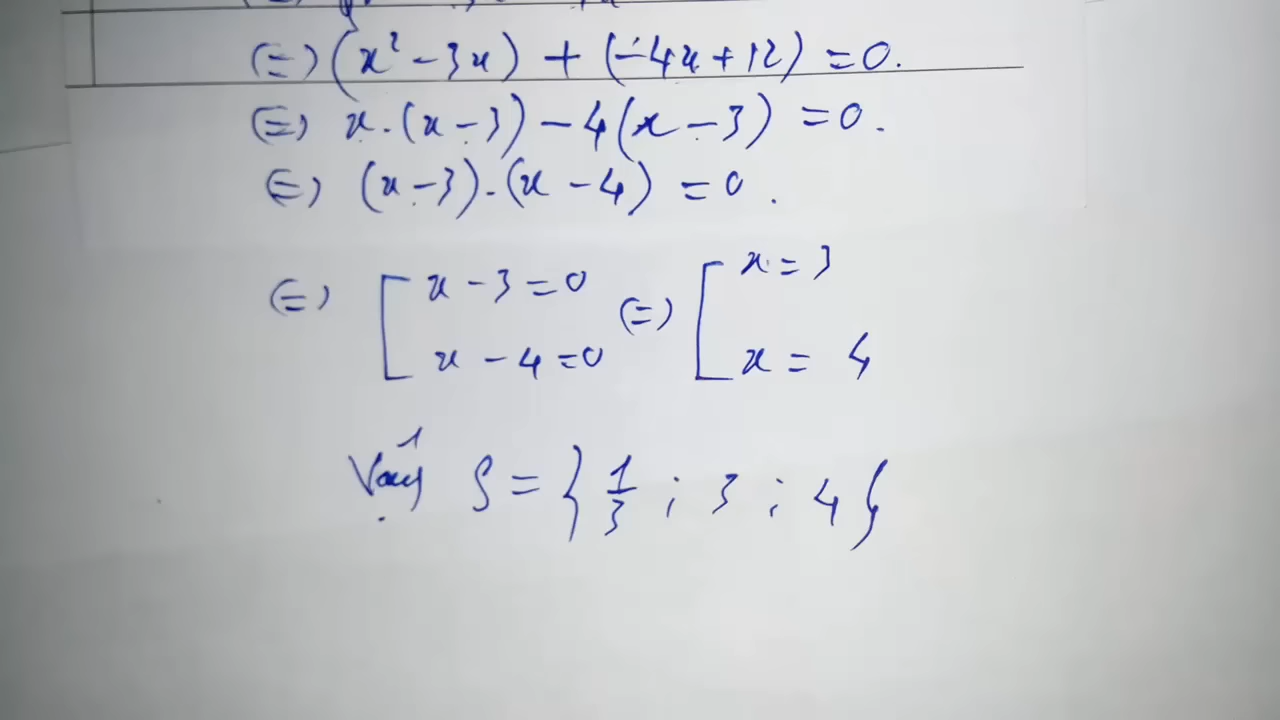 (=) (x² - 3x) + (-4x + 12) = 0.
(=) x.(x - 3) - 4(x - 3) = 0.
(=) (x - 3).(x - 4) = 0.
(=) [ x - 3 = 0 (=) [ x = 3
x - 4 = 0 x = 4
Vậy S = { 1/3 ; 3 ; 4 }